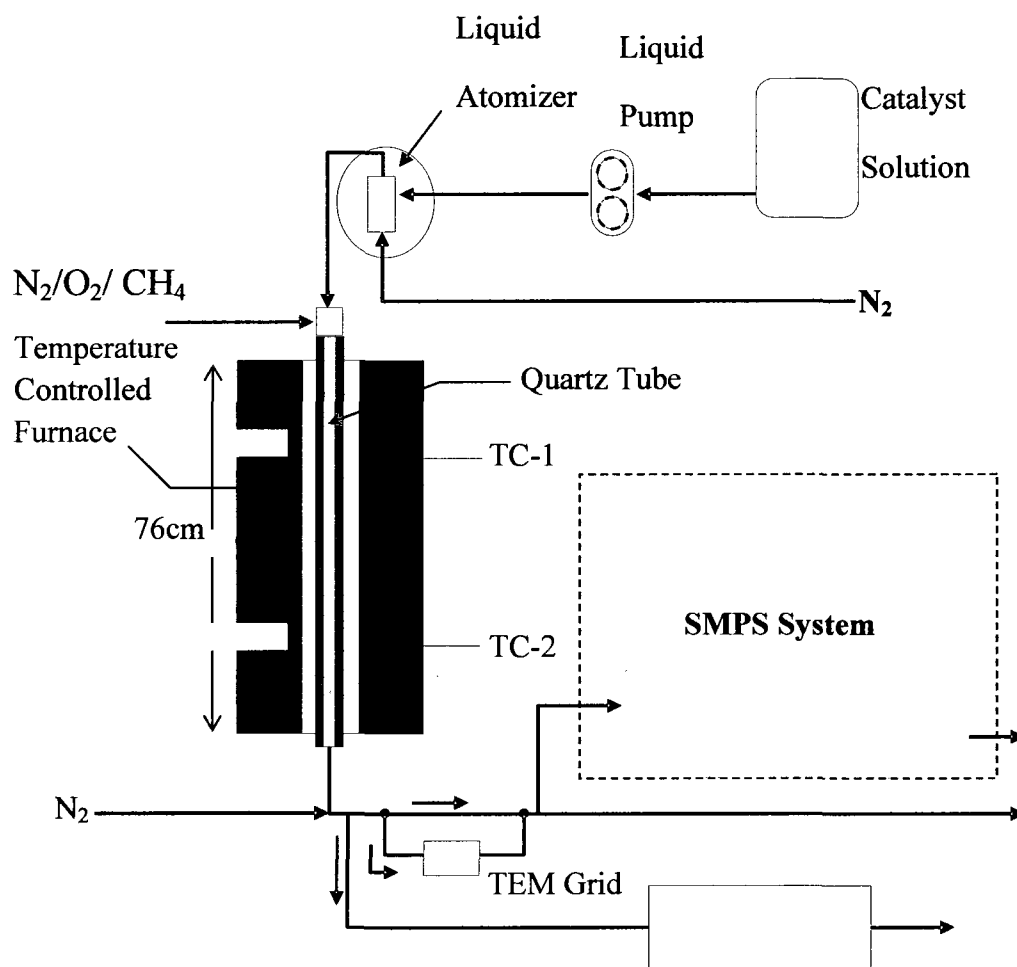 Liquid
Atomizer
Liquid
Pump
Catalyst
Solution
N₂/O₂/ CH₄
N₂
Temperature
Controlled
Furnace
Quartz Tube
TC-1
76cm
SMPS System
TC-2
N₂
TEM Grid